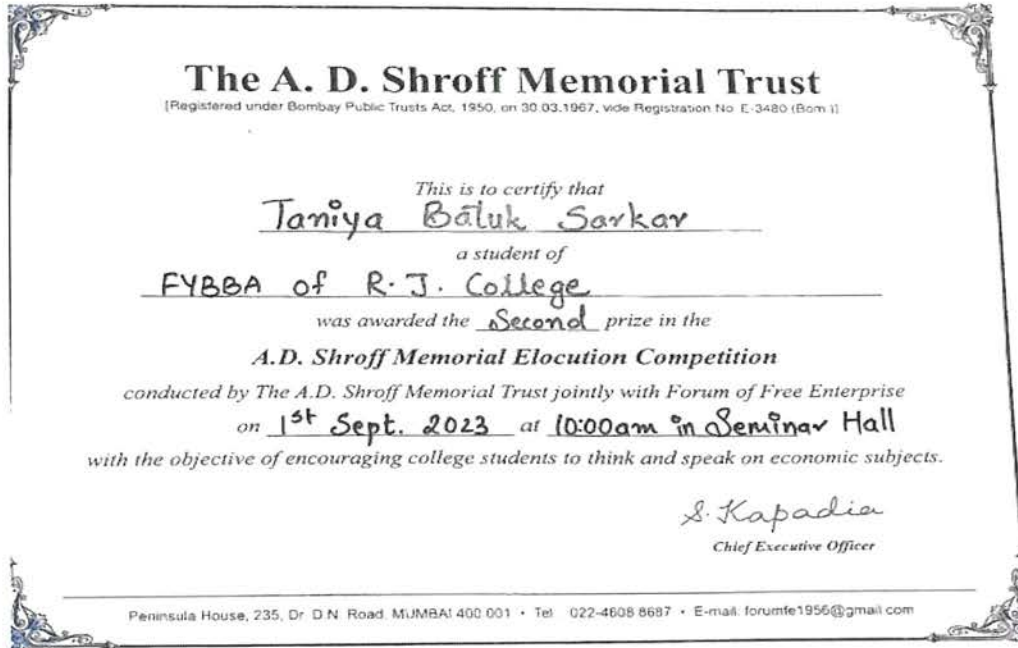 The A. D. Shroff Memorial Trust
[Registered under Bombay Public Trusts Act, 1950, on 30.03.1967, vide Registration No. E-3480 (Bom.)]
This is to certify that
Taniya Batuk Sarkar
a student of
FYBBA of R. J. College
was awarded the Second prize in the
A.D. Shroff Memorial Elocution Competition
conducted by The A.D. Shroff Memorial Trust jointly with Forum of Free Enterprise
on 1st Sept. 2023 at 10:00am in Seminar Hall
with the objective of encouraging college students to think and speak on economic subjects.
S. Kapadia
Chief Executive Officer
Peninsula House, 235, Dr. D.N. Road, MUMBAI 400 001 • Tel 022-4608 8687 • E-mail: forumfe1956@gmail.com